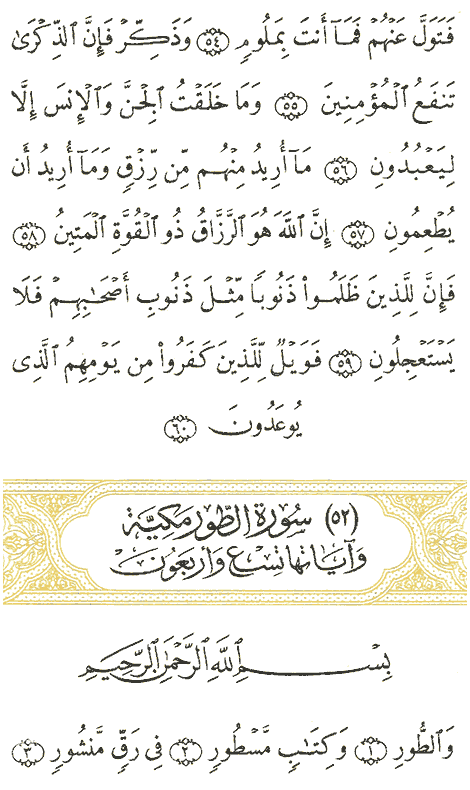 فَتَوَلَّ عَنْهُمْ فَمَآ أَنتَ بِمَلُومٍ ﴿٥٤﴾ وَذَكِّرْ فَإِنَّ ٱلذِّكْرَىٰ
تَنفَعُ ٱلْمُؤْمِنِينَ ﴿٥٥﴾ وَمَا خَلَقْتُ ٱلْجِنَّ وَٱلْإِنسَ إِلَّا
لِيَعْبُدُونِ ﴿٥٦﴾ مَآ أُرِيدُ مِنْهُم مِّن رِّزْقٍ وَمَآ أُرِيدُ أَن
يُطْعِمُونِ ﴿٥٧﴾ إِنَّ ٱللَّهَ هُوَ ٱلرَّزَّاقُ ذُو ٱلْقُوَّةِ ٱلْمَتِينُ ﴿٥٨﴾
فَإِنَّ لِلَّذِينَ ظَلَمُوا۟ ذَنُوبًا مِّثْلَ ذَنُوبِ أَصْحَٰبِهِمْ فَلَا
يَسْتَعْجِلُونِ ﴿٥٩﴾ فَوَيْلٌ لِّلَّذِينَ كَفَرُوا۟ مِن يَوْمِهِمُ ٱلَّذِى
يُوعَدُونَ ﴿٦٠﴾
(٥٢) سُورَةُ الطُّورِ مَكِيَّة
وَآيَاتُهَا تِسْعٌ وَأَرْبَعُونَ
بِسْمِ ٱللَّهِ ٱلرَّحْمَٰنِ ٱلرَّحِيمِ
وَٱلطُّورِ ﴿١﴾ وَكِتَٰبٍ مَّسْطُورٍ ﴿٢﴾ فِى رَقٍّ مَّنشُورٍ ﴿٣﴾